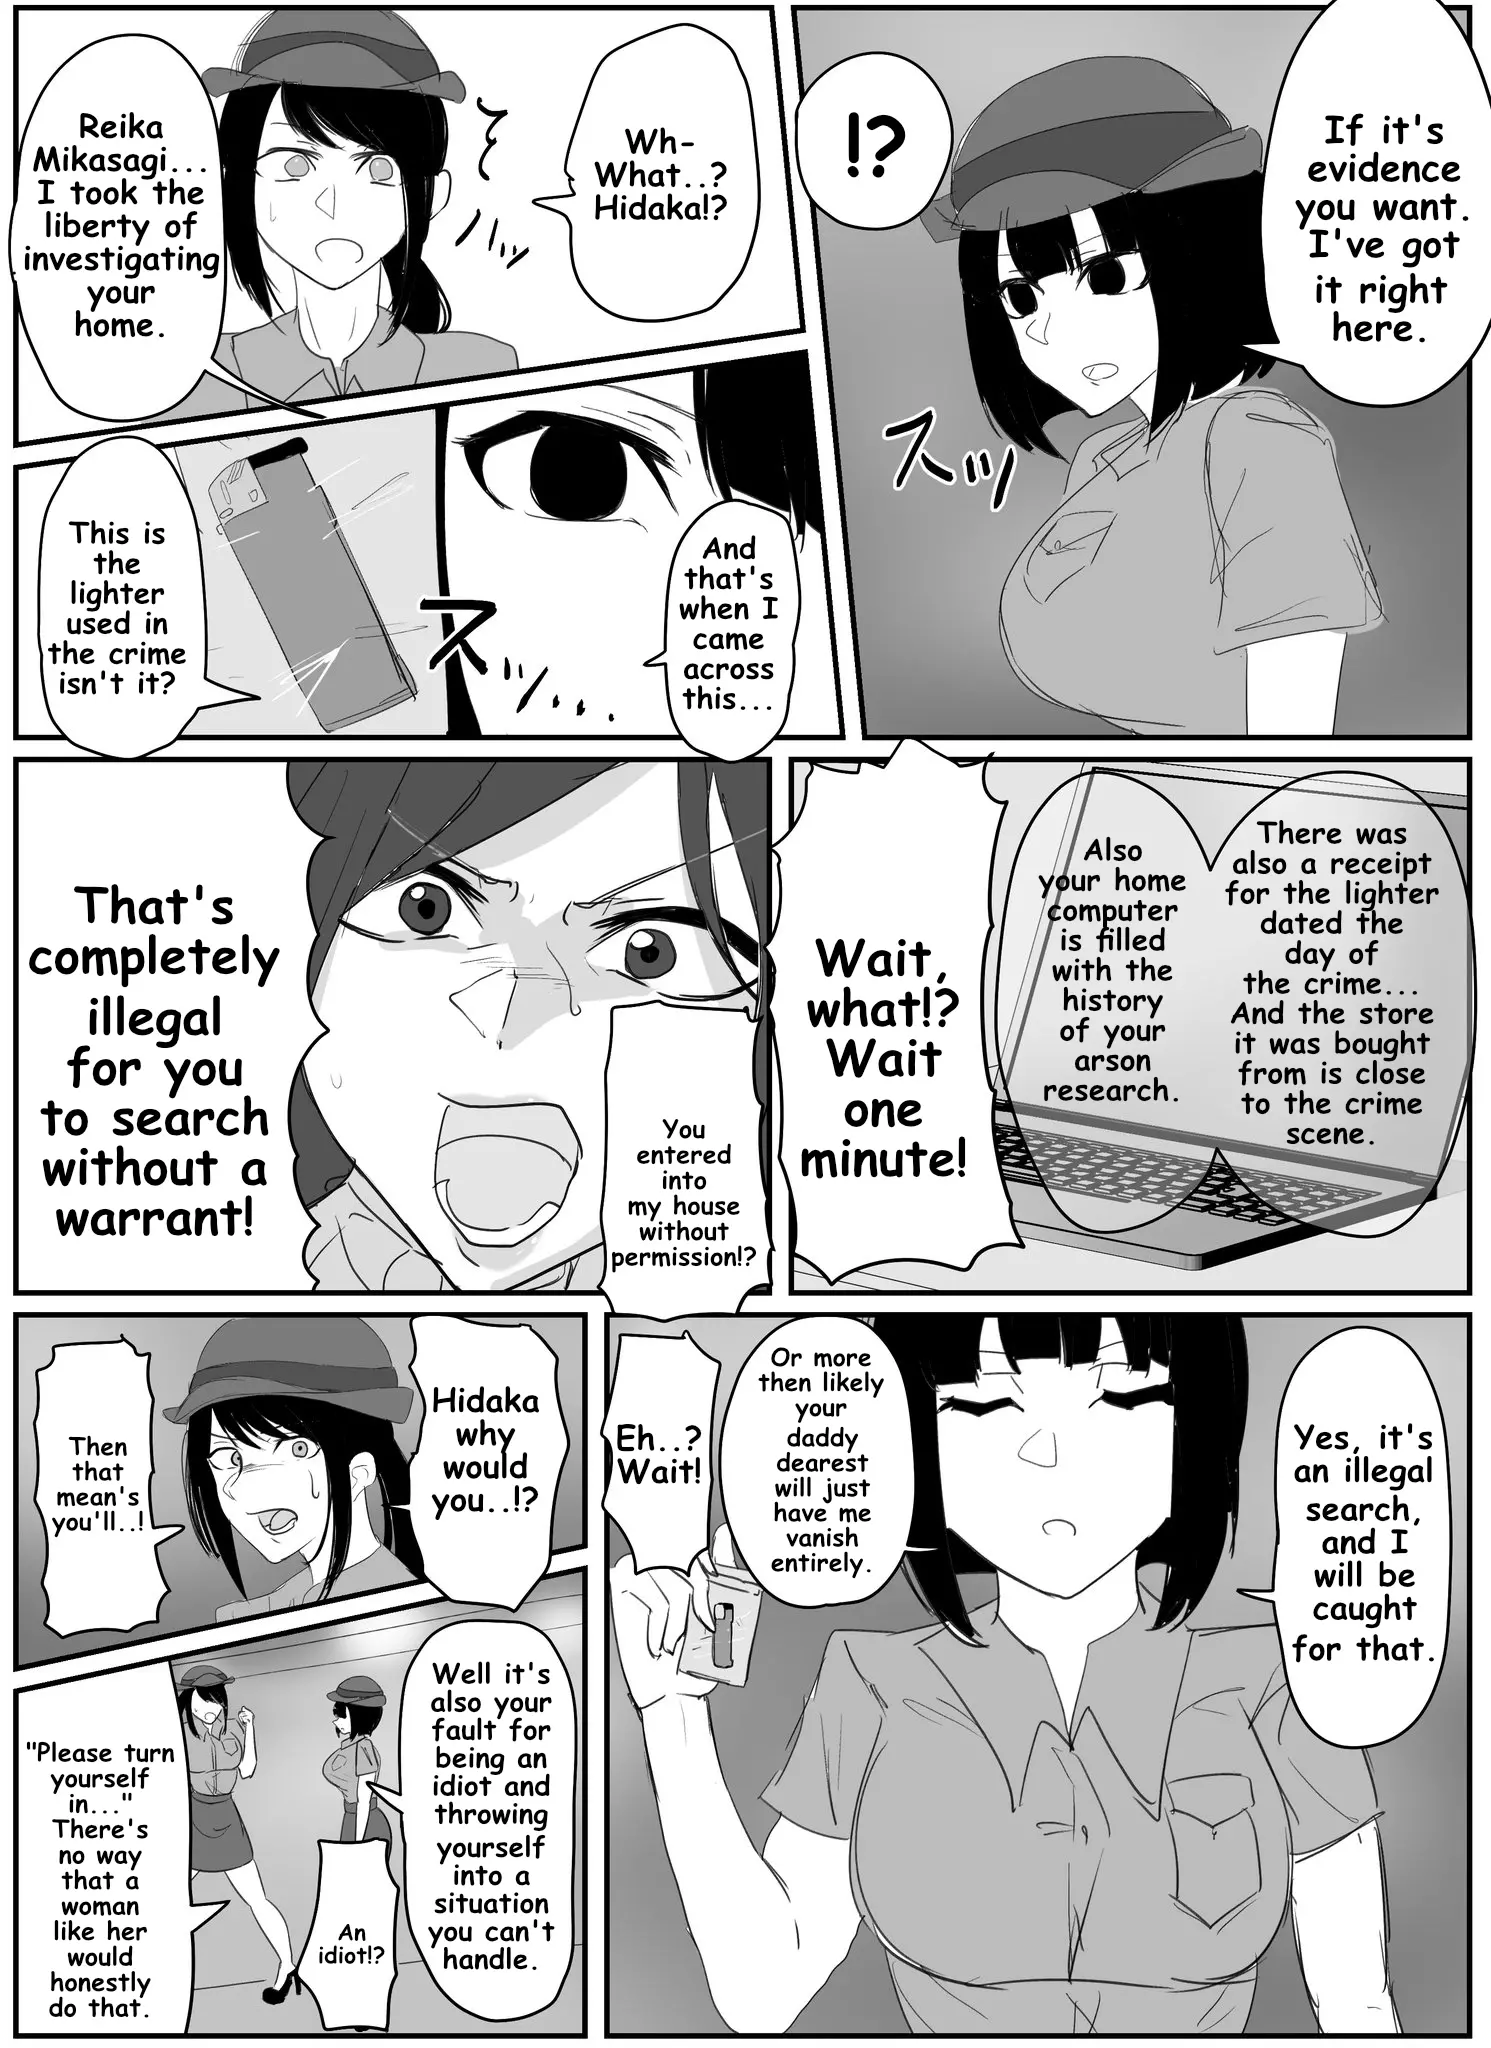 If it's
evidence
you want.
I've got
it right
here.
!?
スッ
Wh-
What..?
Hidaka!?
バッ
Reika
Mikasagi...
I took the
liberty of
investigating
your
home.
And
that's
when I
came
across
this...
スッ...
This is
the
lighter
used in
the crime
isn't it?
There was
also a receipt
for the lighter
dated the
day of
the crime...
And the store
it was bought
from is close
to the crime
scene.
Also
your home
computer
is filled
with the
history
of your
arson
research.
Wait,
what!?
Wait
one
minute!
You
entered
into
my house
without
permission!?
That's
completely
illegal
for you
to search
without a
warrant!
Yes, it's
an illegal
search,
and I
will be
caught
for that.
Or more
then likely
your
daddy
dearest
will just
have me
vanish
entirely.
Eh..?
Wait!
Hidaka
why
would
you..!?
Then
that
mean's
you'll..!
Well it's
also your
fault for
being an
idiot and
throwing
yourself
into a
situation
you can't
handle.
An
idiot!?
"Please turn
yourself
in..."
There's
no way
that a
woman
like her
would
honestly
do that.